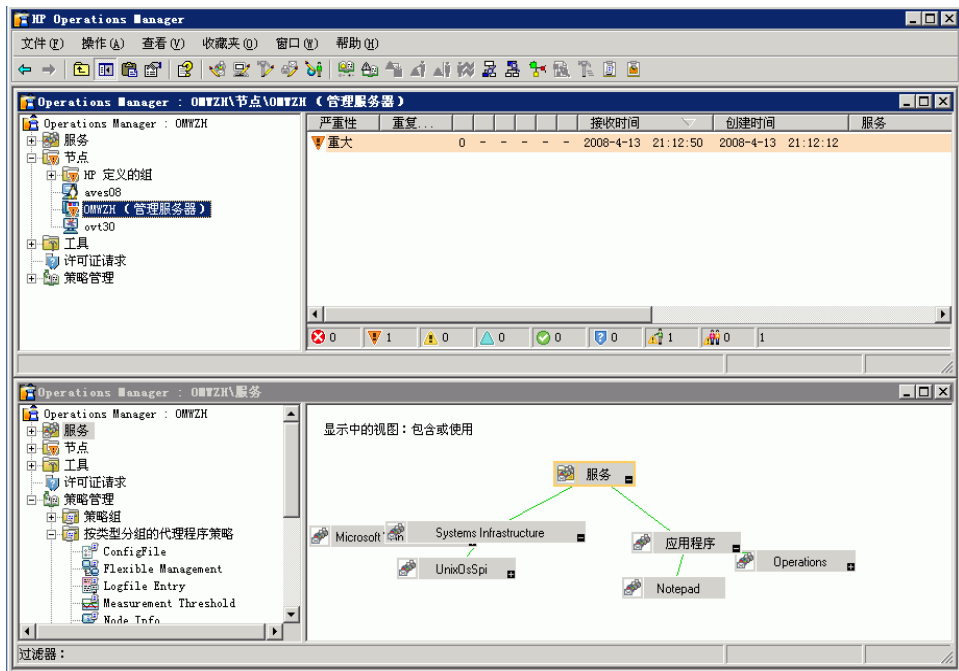 HP Operations Manager
文件(F) 操作(A) 查看(V) 收藏夹(O) 窗口(W) 帮助(H)
Operations Manager : OMWZH\节点\OMWZH (管理服务器)
Operations Manager : OMWZH
服务
节点
HP 定义的组
aves08
OMWZH (管理服务器)
ovt30
工具
许可证请求
策略管理
严重性 重复... 接收时间 创建时间 服务
重大 0 - - - - - 2008-4-13 21:12:50 2008-4-13 21:12:12
0 1 0 0 0 0 1 0 1
Operations Manager : OMWZH\服务
Operations Manager : OMWZH
服务
节点
工具
许可证请求
策略管理
策略组
按类型分组的代理程序策略
ConfigFile
Flexible Management
Logfile Entry
Measurement Threshold
Node Info
显示中的视图：包含或使用
服务
Microsoft
Systems Infrastructure
应用程序
UnixOsSpi
Operations
Notepad
过滤器：